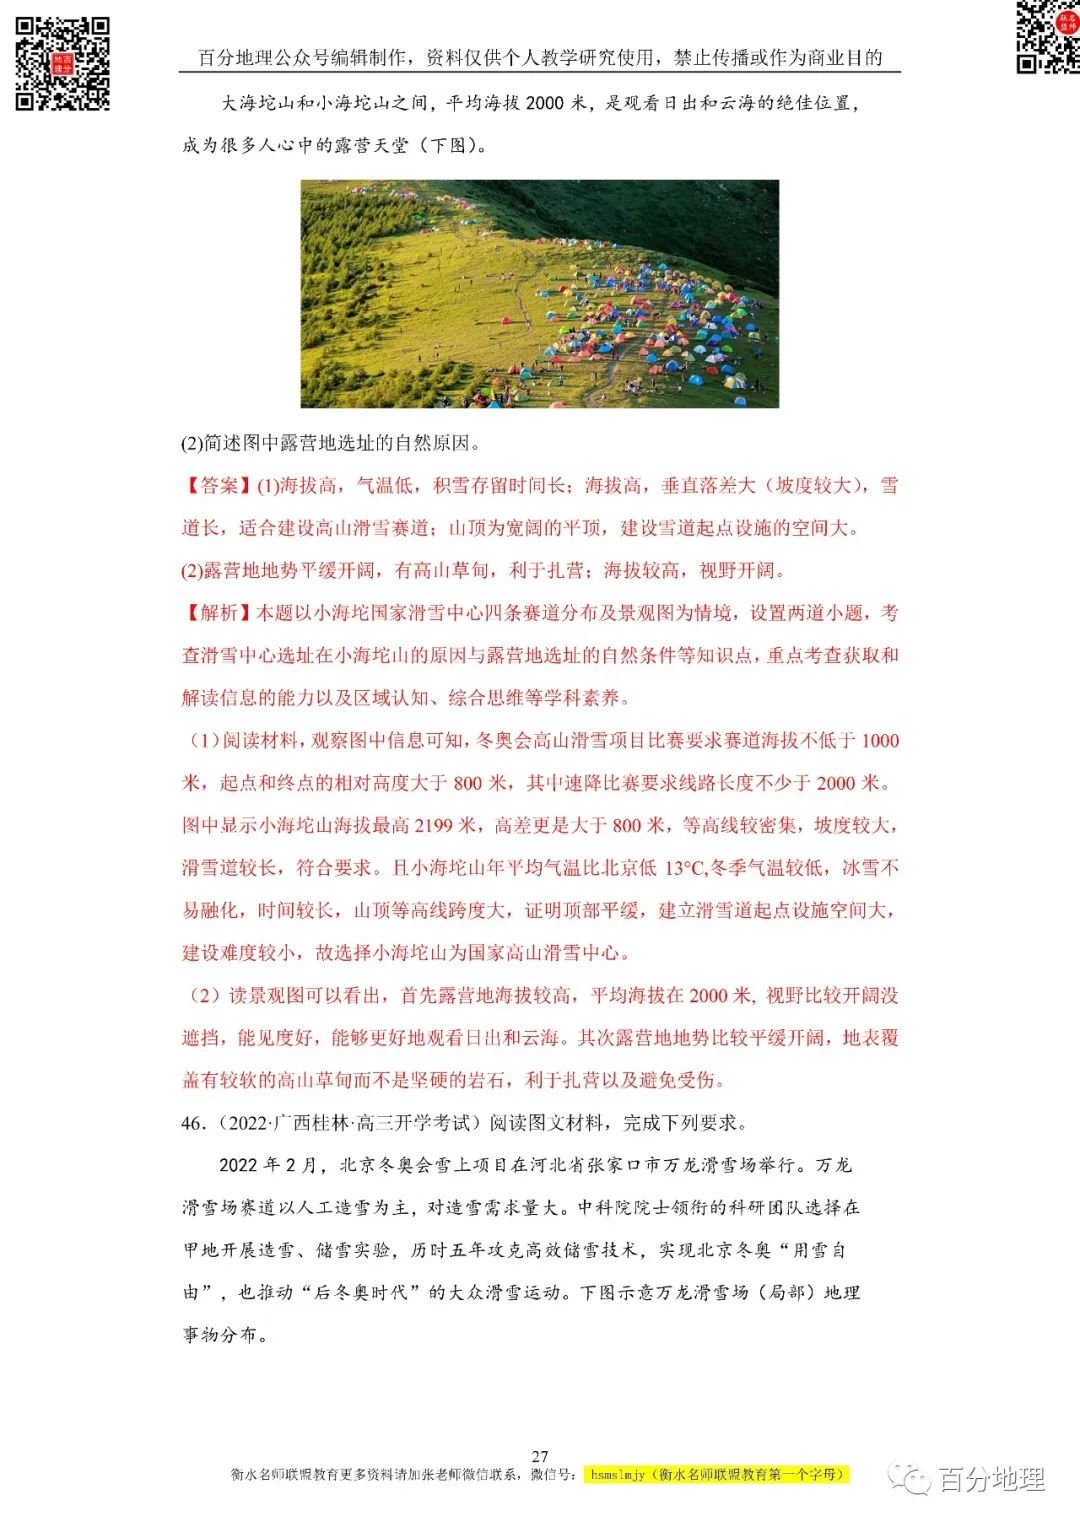 百分地理公众号编辑制作，资料仅供个人教学研究使用，禁止传播或作为商业目的
大海坨山和小海坨山之间，平均海拔 2000 米，是观看日出和云海的绝佳位置，
成为很多人心中的露营天堂（下图）。
(2)简述图中露营地选址的自然原因。
【答案】(1)海拔高，气温低，积雪存留时间长；海拔高，垂直落差大（坡度较大），雪
道长，适合建设高山滑雪赛道；山顶为宽阔的平顶，建设雪道起点设施的空间大。
(2)露营地地势平缓开阔，有高山草甸，利于扎营；海拔较高，视野开阔。
【解析】本题以小海坨国家滑雪中心四条赛道分布及景观图为情境，设置两道小题，考
查滑雪中心选址在小海坨山的原因与露营地选址的自然条件等知识点，重点考查获取和
解读信息的能力以及区域认知、综合思维等学科素养。
（1）阅读材料，观察图中信息可知，冬奥会高山滑雪项目比赛要求赛道海拔不低于 1000
米，起点和终点的相对高度大于 800 米，其中速降比赛要求线路长度不少于 2000 米。
图中显示小海坨山海拔最高 2199 米，高差更是大于 800 米，等高线较密集，坡度较大，
滑雪道较长，符合要求。且小海坨山年平均气温比北京低 13°C,冬季气温较低，冰雪不
易融化，时间较长，山顶等高线跨度大，证明顶部平缓，建立滑雪道起点设施空间大，
建设难度较小，故选择小海坨山为国家高山滑雪中心。
（2）读景观图可以看出，首先露营地海拔较高，平均海拔在 2000 米, 视野比较开阔没
遮挡，能见度好，能够更好地观看日出和云海。其次露营地地势比较平缓开阔，地表覆
盖有较软的高山草甸而不是坚硬的岩石，利于扎营以及避免受伤。
46．（2022·广西桂林·高三开学考试）阅读图文材料，完成下列要求。
2022 年 2 月，北京冬奥会雪上项目在河北省张家口市万龙滑雪场举行。万龙
滑雪场赛道以人工造雪为主，对造雪需求量大。中科院院士领衔的科研团队选择在
甲地开展造雪、储雪实验，历时五年攻克高效储雪技术，实现北京冬奥“用雪自
由”，也推动“后冬奥时代”的大众滑雪运动。下图示意万龙滑雪场（局部）地理
事物分布。
27
衡水名师联盟教育更多资料请加张老师微信联系，微信号： hsmslmjy（衡水名师联盟教育第一个字母）
百分地理